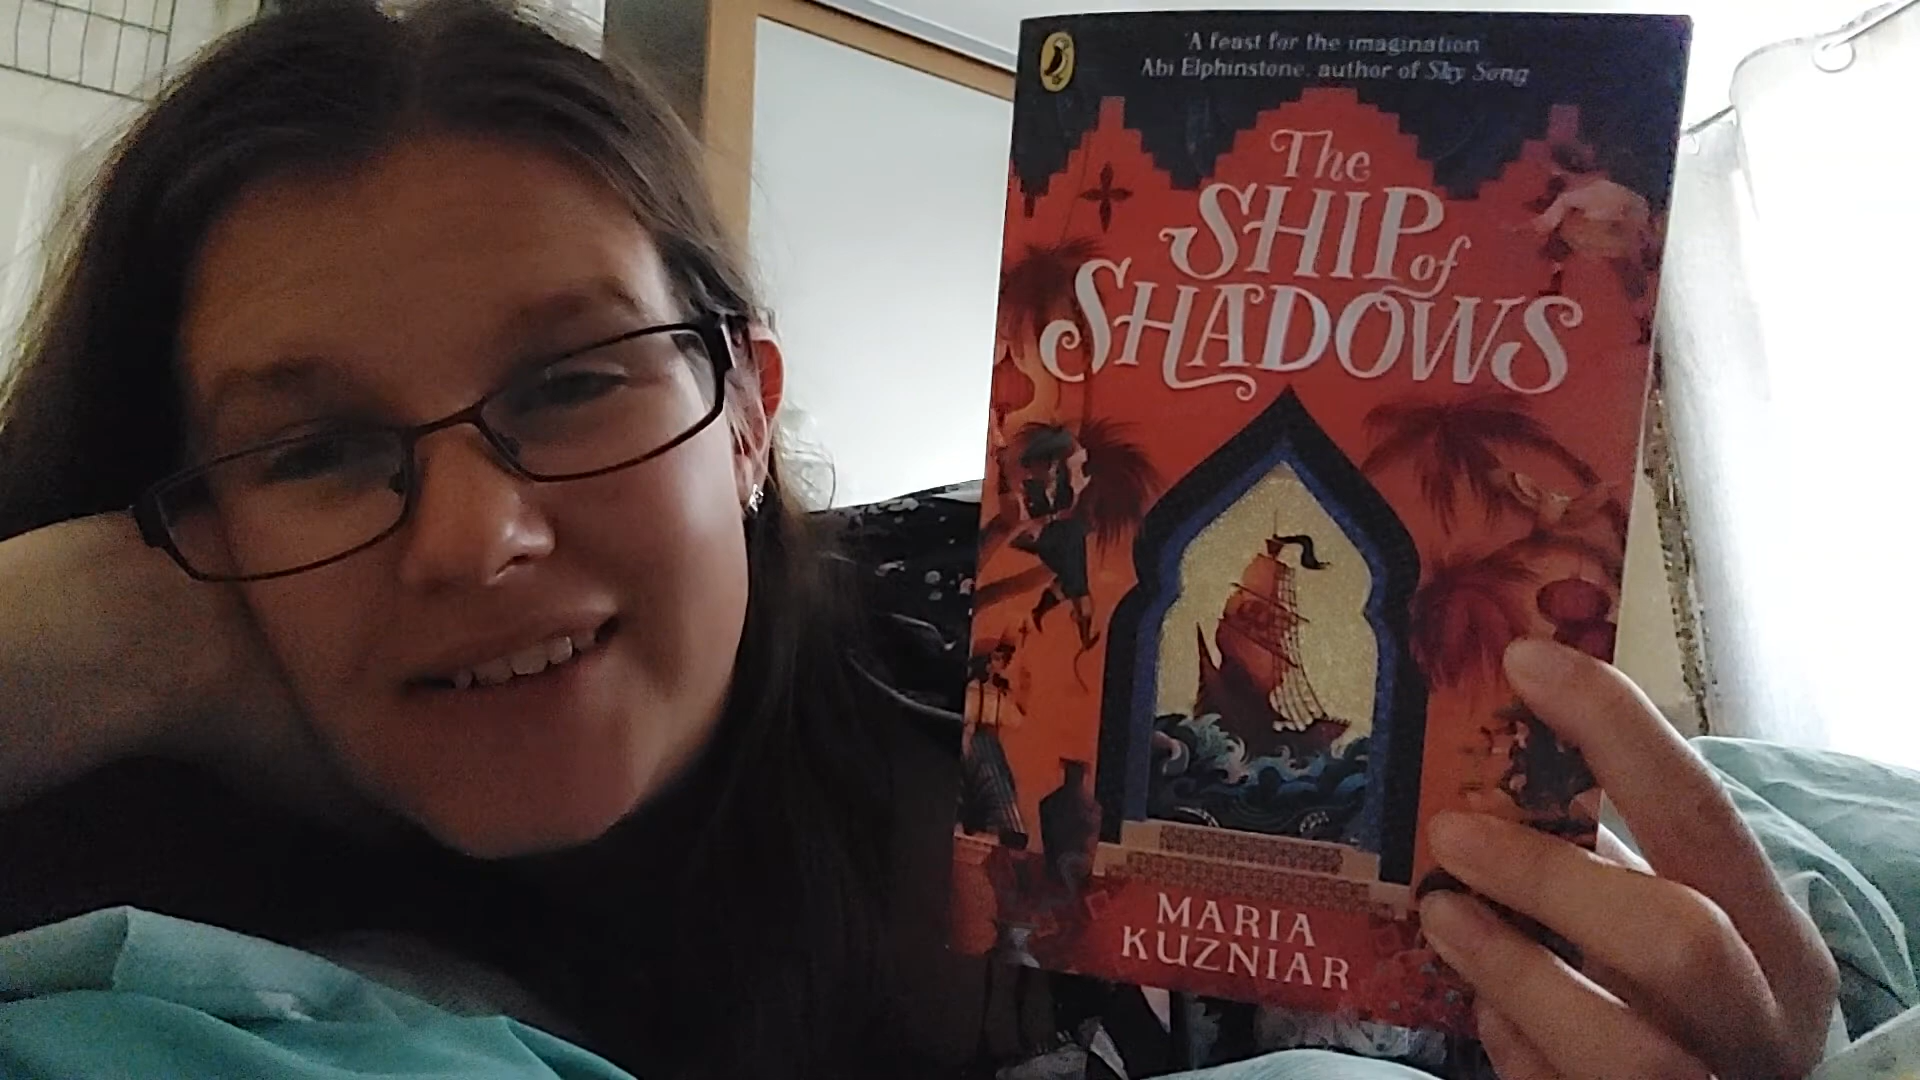 'A feast for the imagination
Abi Elphinstone, author of Sky Song
The
SHIP of
SHADOWS
MARIA
KUZNIAR